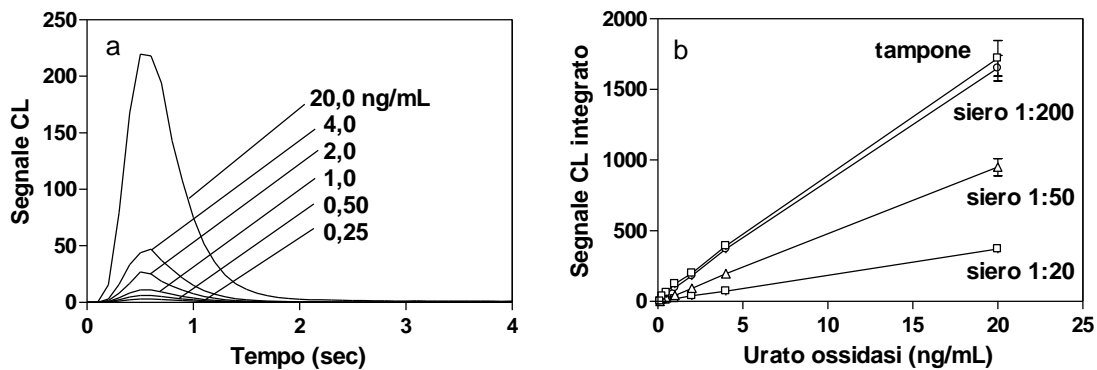 a
250
200
150
100
50
0
Segnale CL
20,0 ng/mL
4,0
2,0
1,0
0,50
0,25
0
1
2
3
4
Tempo (sec)
b
2000
1500
1000
500
0
Segnale CL integrato
tampone
siero 1:200
siero 1:50
siero 1:20
0
5
10
15
20
25
Urato ossidasi (ng/mL)